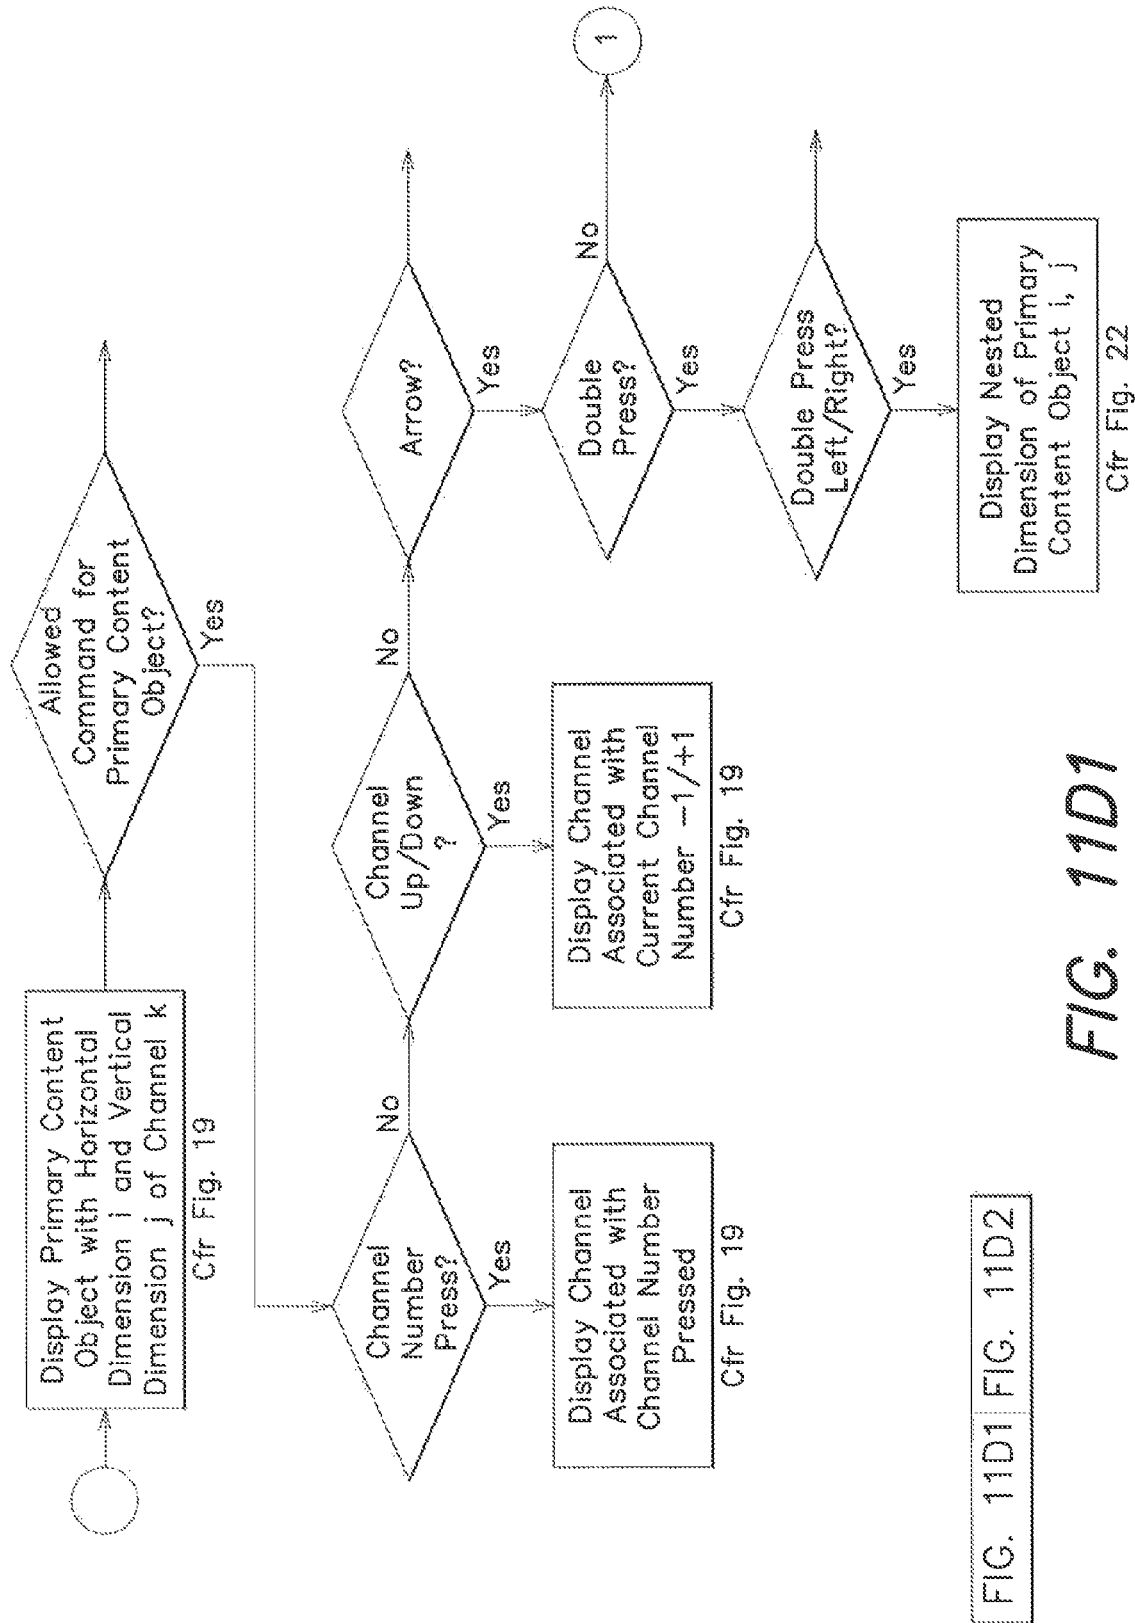 Display Primary Content
Object with Horizontal
Dimension i and Vertical
Dimension j of Channel k
Cfr Fig. 19
Allowed
Command for
Primary Content
Object?
Yes
Channel
Number
Press?
No
Yes
Display Channel
Associated with
Channel Number
Pressed
Cfr Fig. 19
Channel
Up/Down
?
No
Yes
Display Channel
Associated with
Current Channel
Number -1/+1
Cfr Fig. 19
Arrow?
Yes
Double
Press?
No
1
Yes
Double Press
Left/Right?
Yes
Display Nested
Dimension of Primary
Content Object i, j
Cfr Fig. 22
FIG. 11D1 FIG. 11D2
FIG. 11D1